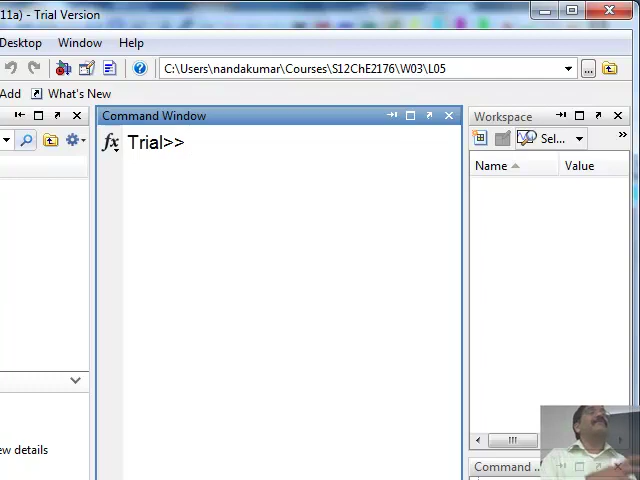 11a) - Trial Version
Desktop Window Help
C:\Users\nandakumar\Courses\S12ChE2176\W03\L05 ...
Add What's New
Command Window
Workspace
fx Trial>>
Sel...
Name Value
ew details
Command ...